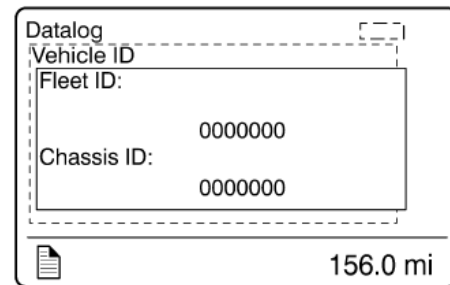 Datalog
Vehicle ID
Fleet ID:
0000000
Chassis ID:
0000000
156.0 mi